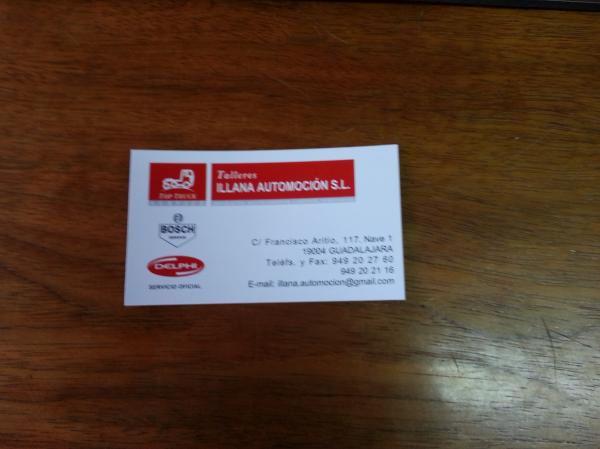 TOP TRUCK
Talleres
ILLANA AUTOMOCIÓN S.L.
BOSCH
SERVICE
DELPHI
SERVICIO OFICIAL
C/ Francisco Aritio, 117. Nave 1
19004 GUADALAJARA
Teléfs. y Fax: 949 20 27 60
949 20 21 16
E-mail: illana.automocion@gmail.com